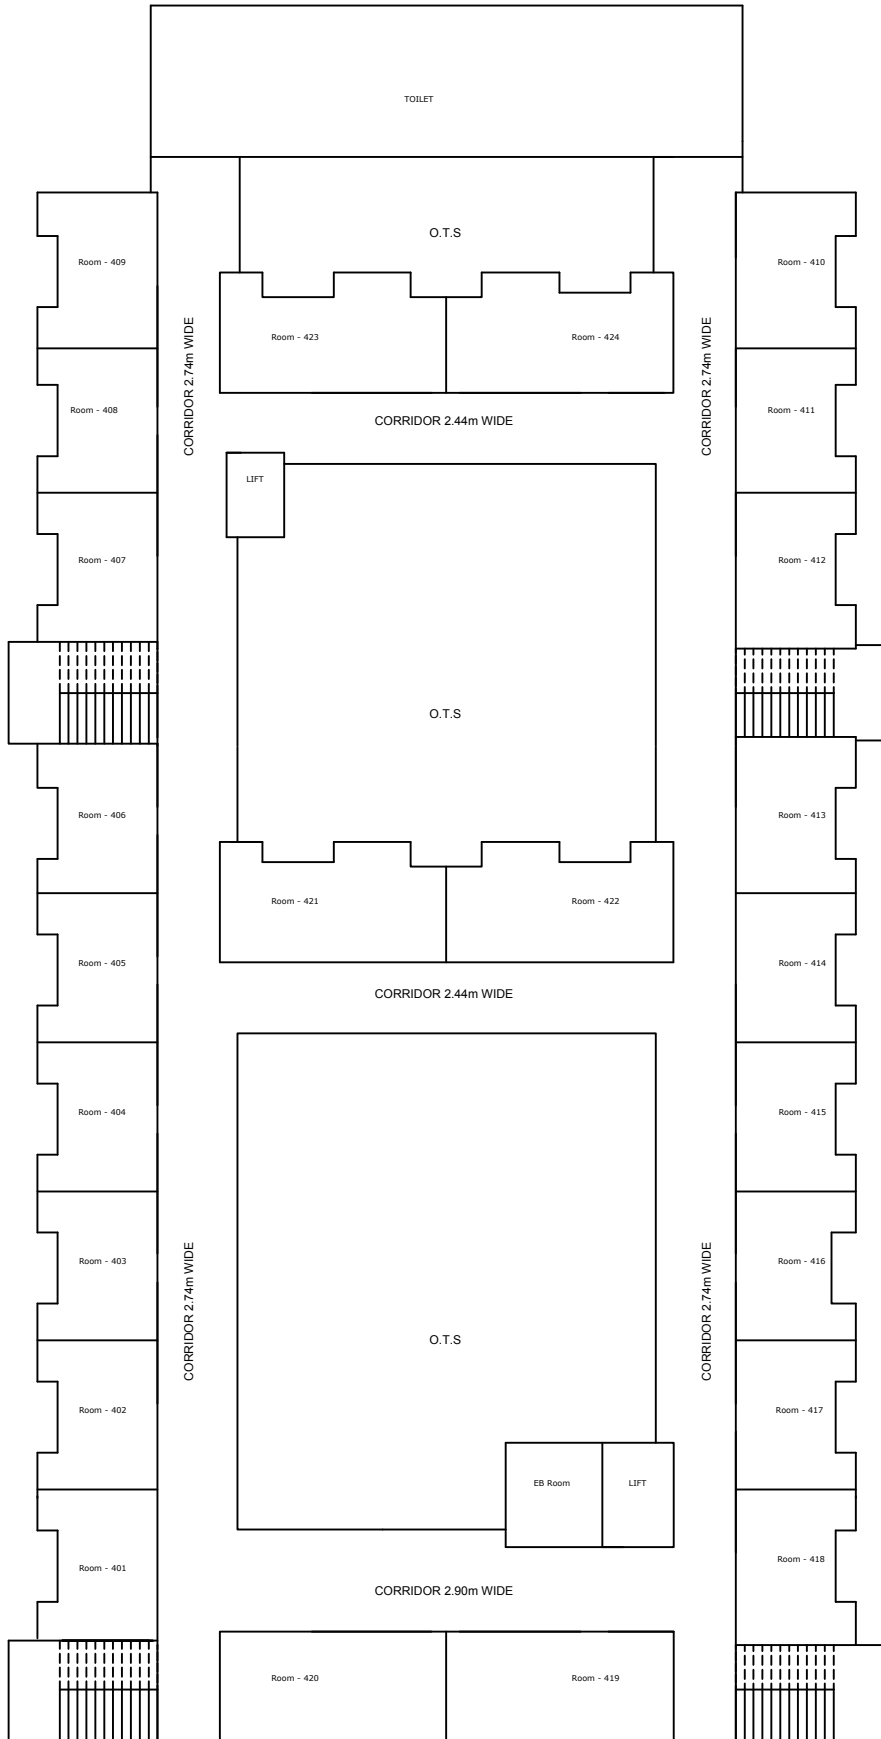 TOILET
O.T.S
Room - 409
Room - 410
CORRIDOR 2.74m WIDE
Room - 423
Room - 424
CORRIDOR 2.74m WIDE
Room - 408
Room - 411
CORRIDOR 2.44m WIDE
LIFT
Room - 407
Room - 412
O.T.S
Room - 406
Room - 413
Room - 421
Room - 422
Room - 405
Room - 414
CORRIDOR 2.44m WIDE
Room - 404
Room - 415
Room - 403
Room - 416
CORRIDOR 2.74m WIDE
CORRIDOR 2.74m WIDE
O.T.S
Room - 402
Room - 417
EB Room
LIFT
Room - 401
Room - 418
CORRIDOR 2.90m WIDE
Room - 420
Room - 419